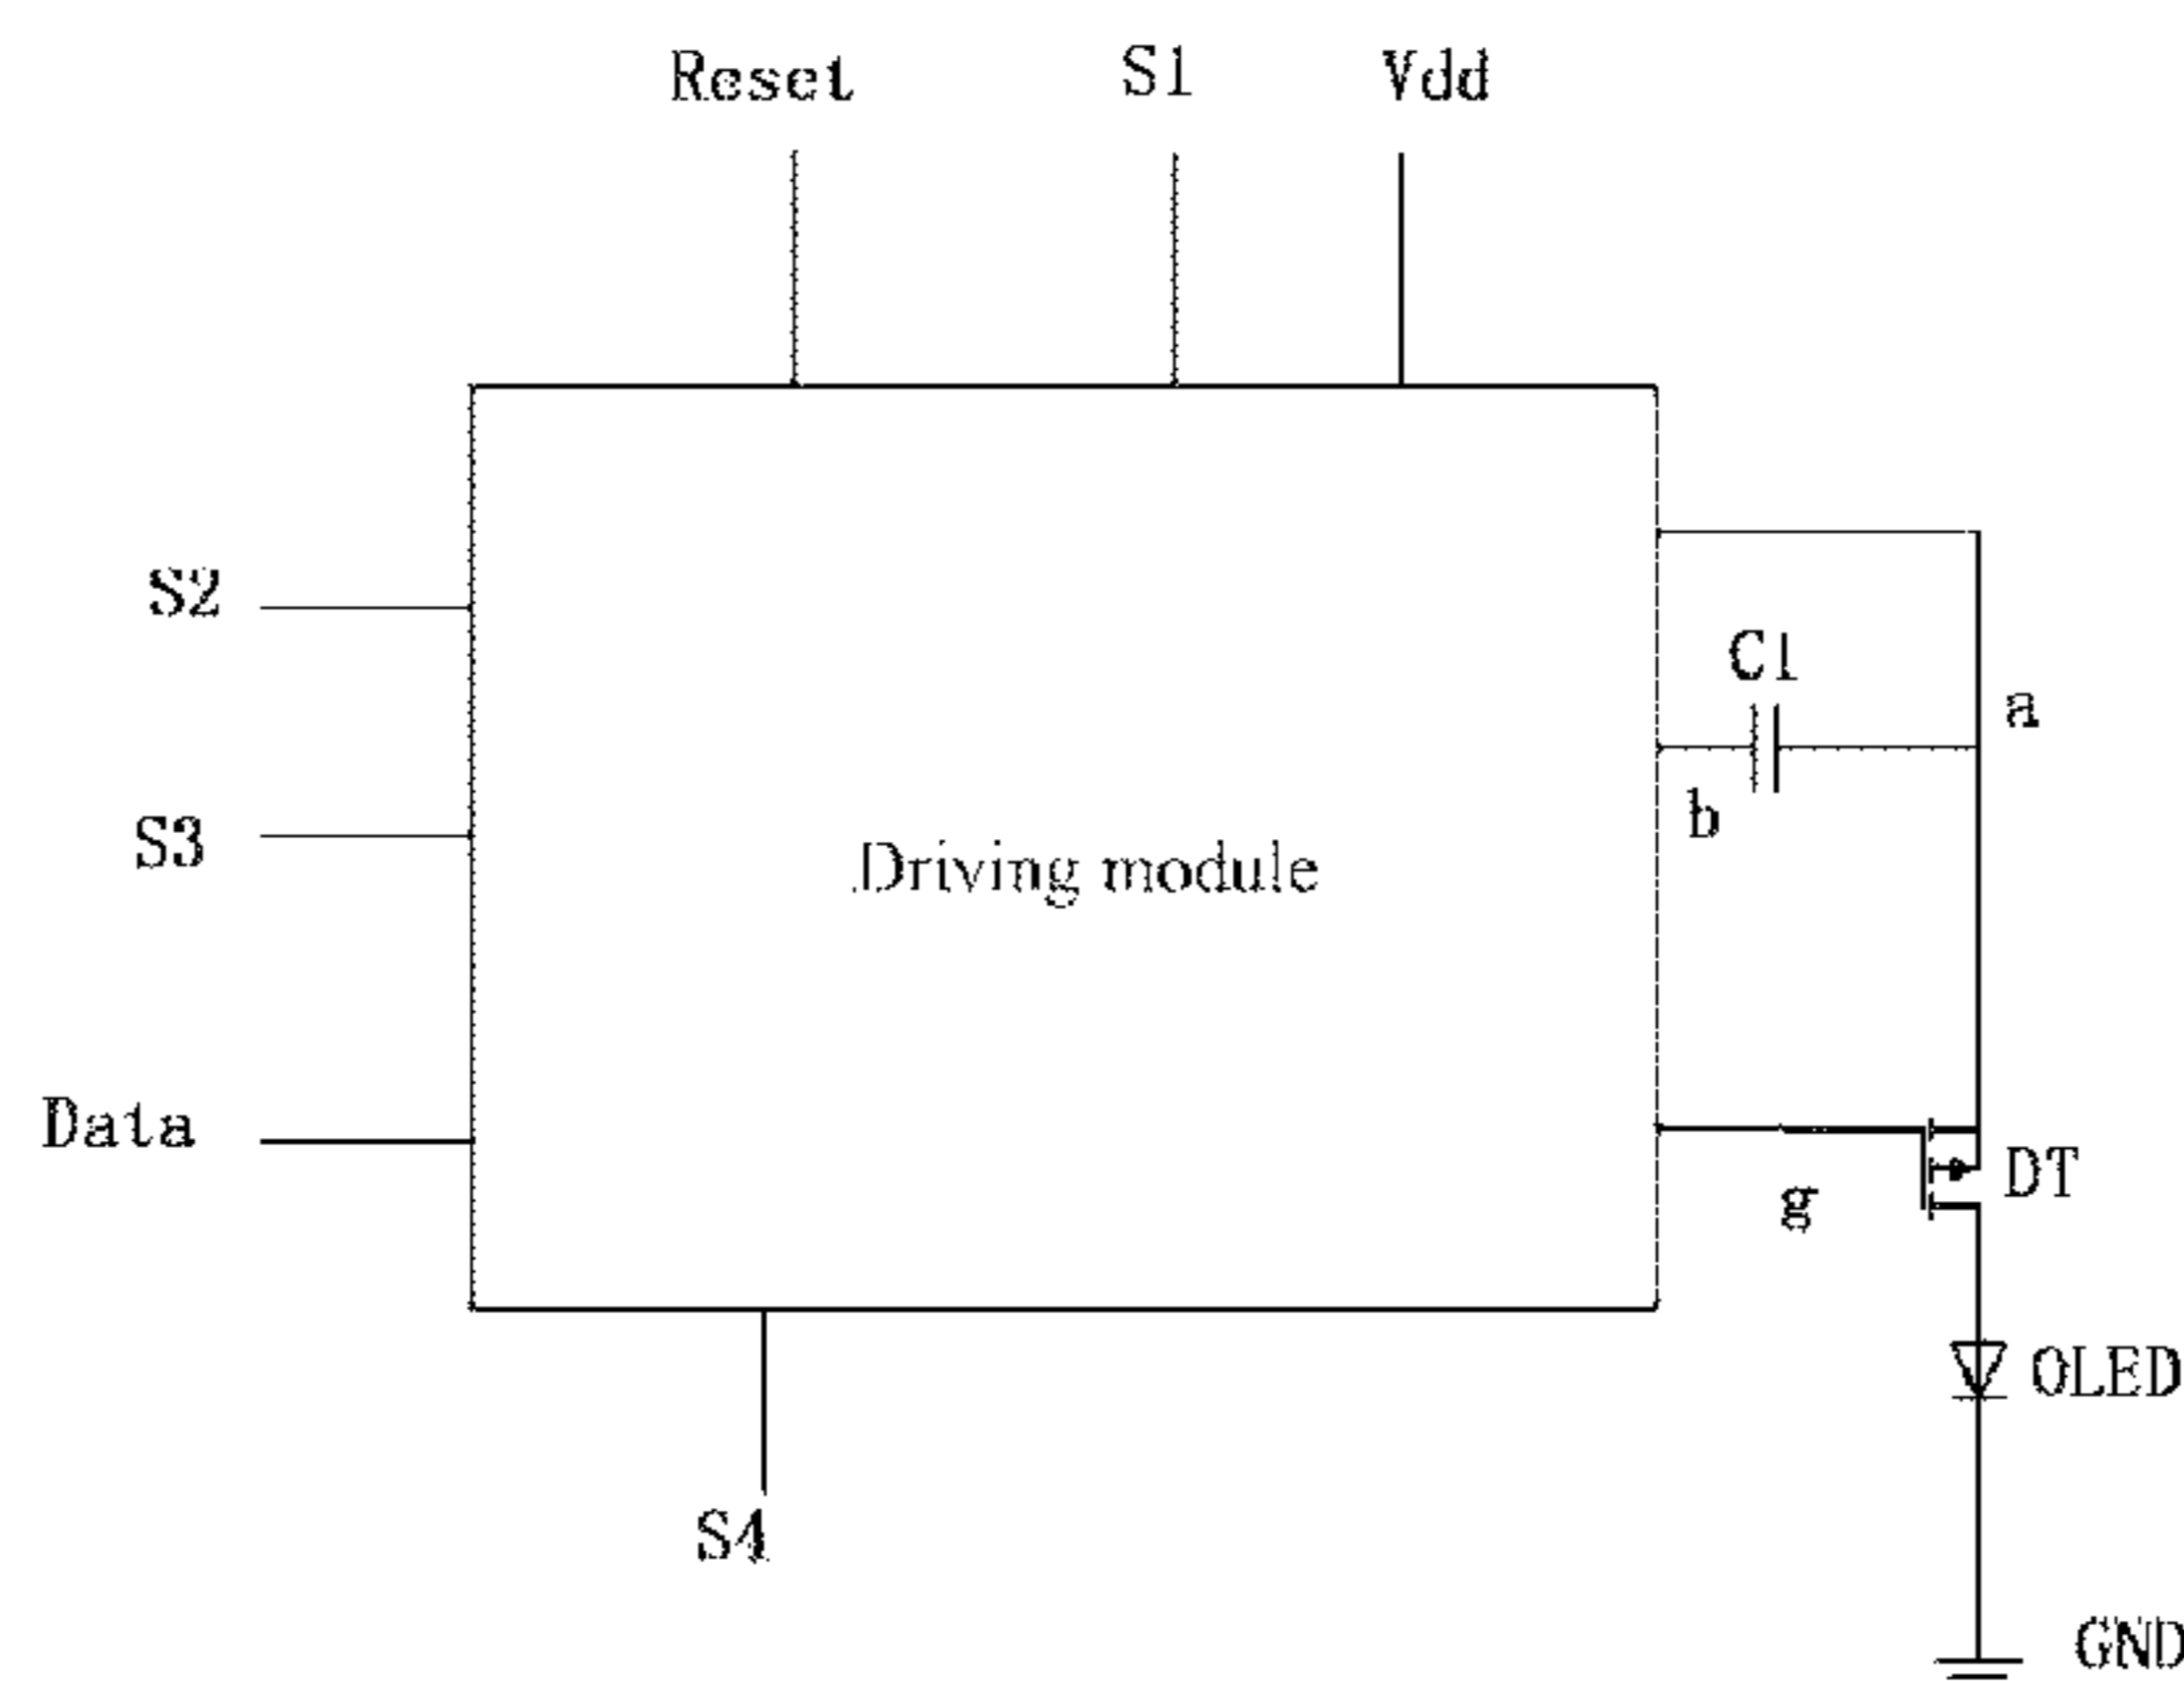 Reset
S1
Vdd
S2
C1
a
b
S3
Driving module
Data
DT
g
OLED
S4
GND